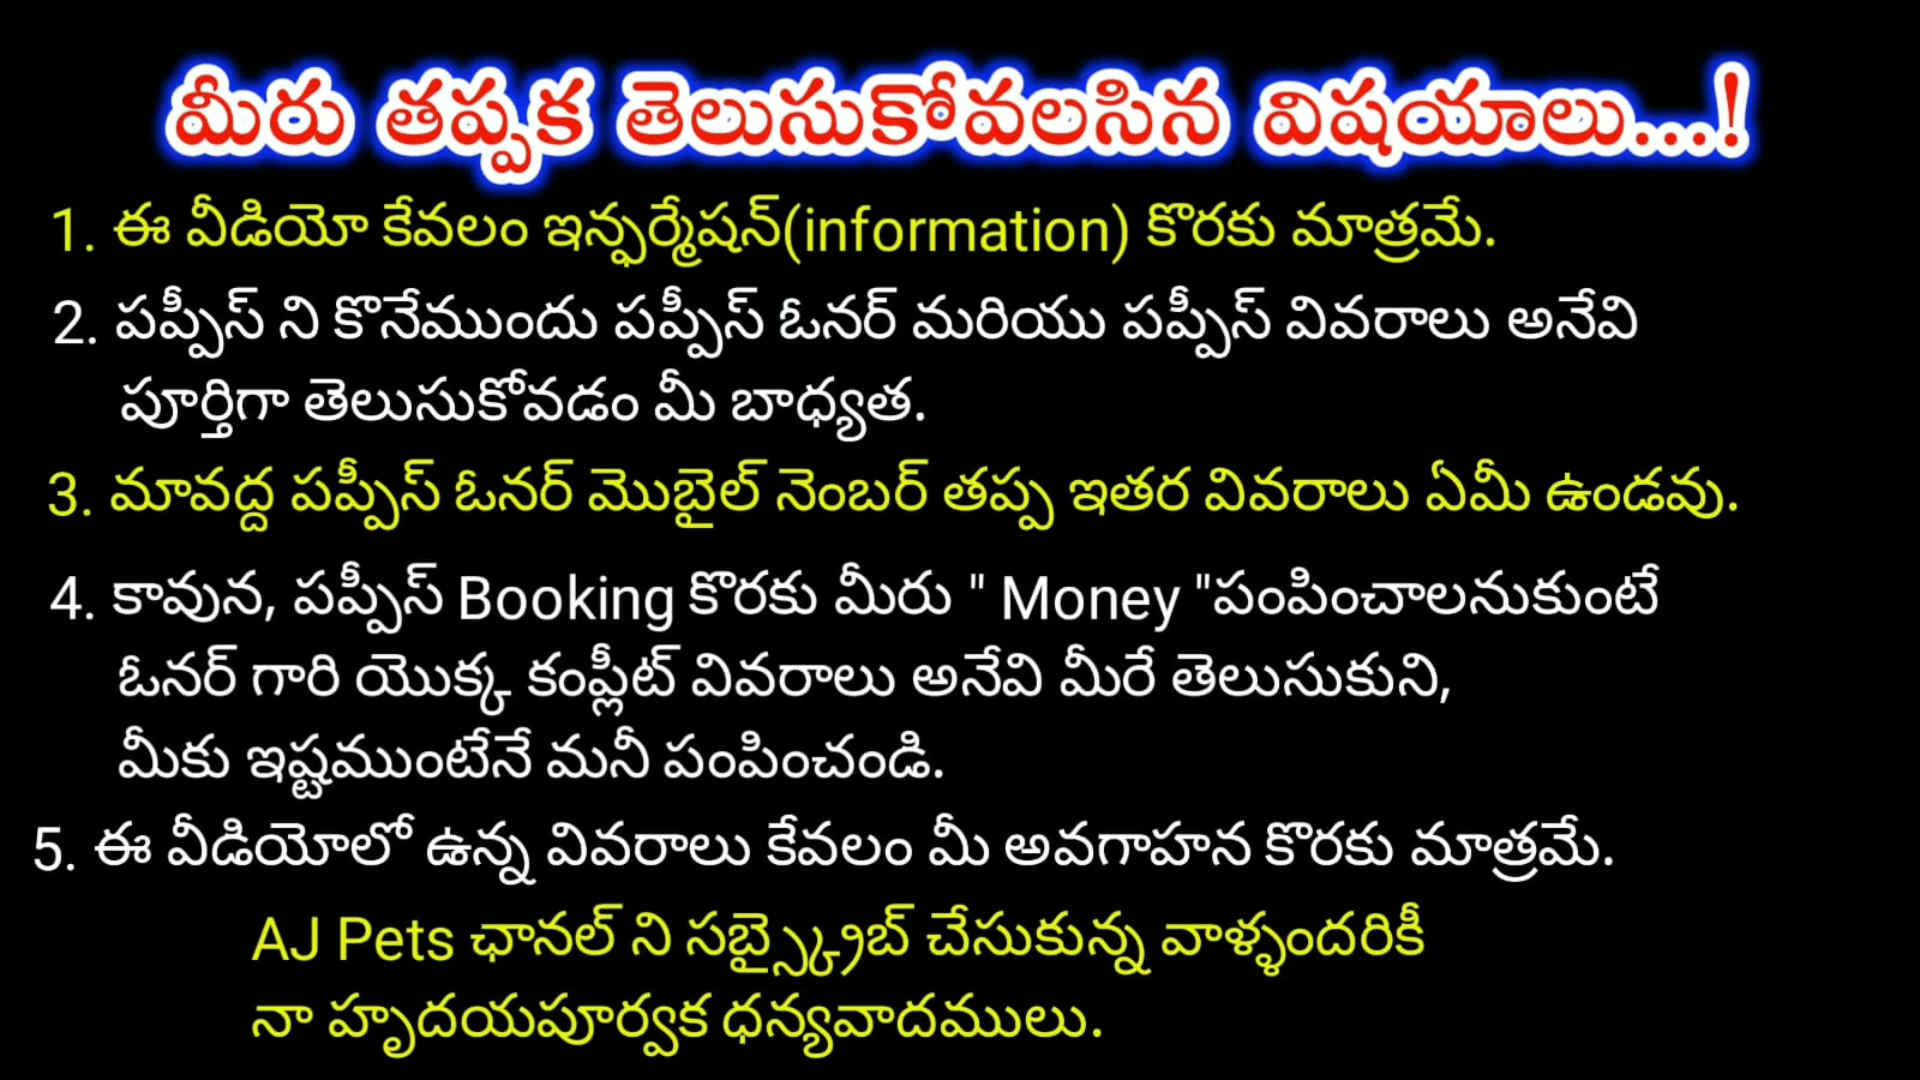 మీరు తప్పక తెలుసుకోవలసిన విషయాలు...!
1. ఈ వీడియో కేవలం ఇన్ఫర్మేషన్(information) కొరకు మాత్రమే.
2. పప్పీస్ ని కొనేముందు పప్పీస్ ఓనర్ మరియు పప్పీస్ వివరాలు అనేవి
పూర్తిగా తెలుసుకోవడం మీ బాధ్యత.
3. మావద్ద పప్పీస్ ఓనర్ మొబైల్ నెంబర్ తప్ప ఇతర వివరాలు ఏమీ ఉండవు.
4. కావున, పప్పీస్ Booking కొరకు మీరు " Money "పంపించాలనుకుంటే
ఓనర్ గారి యొక్క కంప్లీట్ వివరాలు అనేవి మీరే తెలుసుకుని,
మీకు ఇష్టముంటేనే మనీ పంపించండి.
5. ఈ వీడియోలో ఉన్న వివరాలు కేవలం మీ అవగాహన కొరకు మాత్రమే.
AJ Pets ఛానల్ ని సబ్స్క్రైబ్ చేసుకున్న వాళ్ళందరికీ
నా హృదయపూర్వక ధన్యవాదములు.